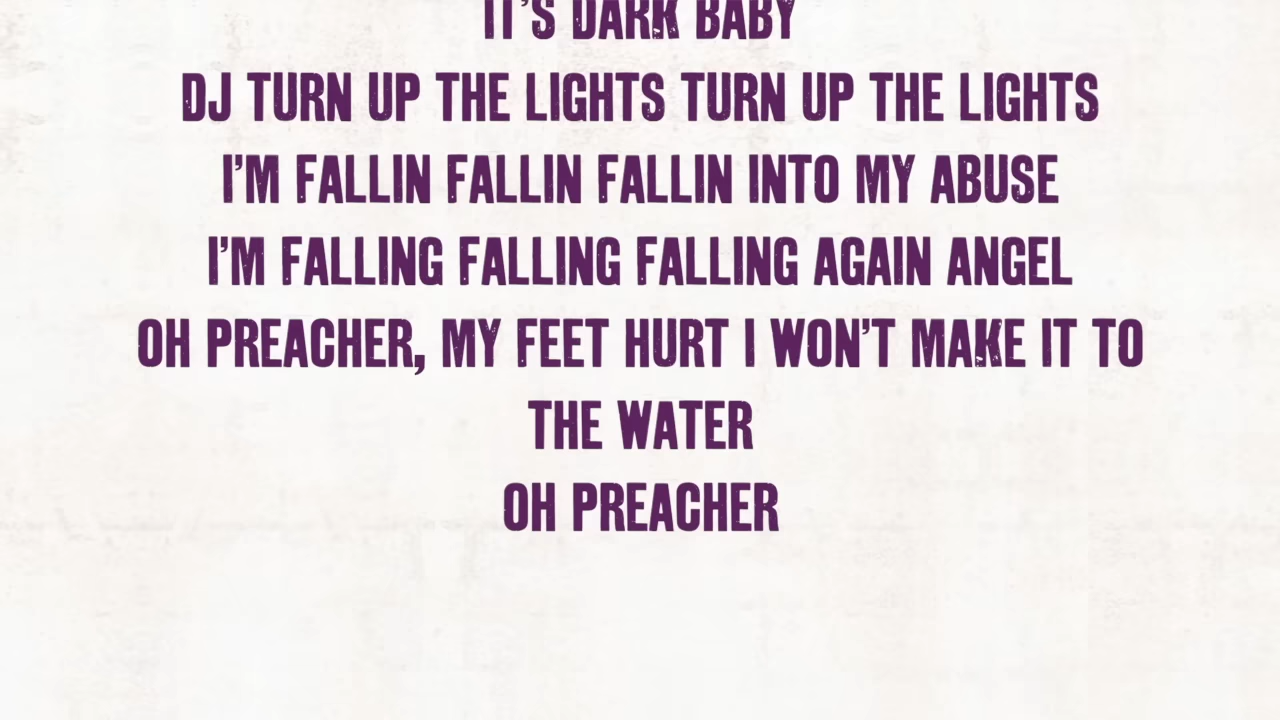 IT'S DARK BABY
DJ TURN UP THE LIGHTS TURN UP THE LIGHTS
I'M FALLIN FALLIN FALLIN INTO MY ABUSE
I'M FALLING FALLING FALLING AGAIN ANGEL
OH PREACHER, MY FEET HURT I WON'T MAKE IT TO
THE WATER
OH PREACHER